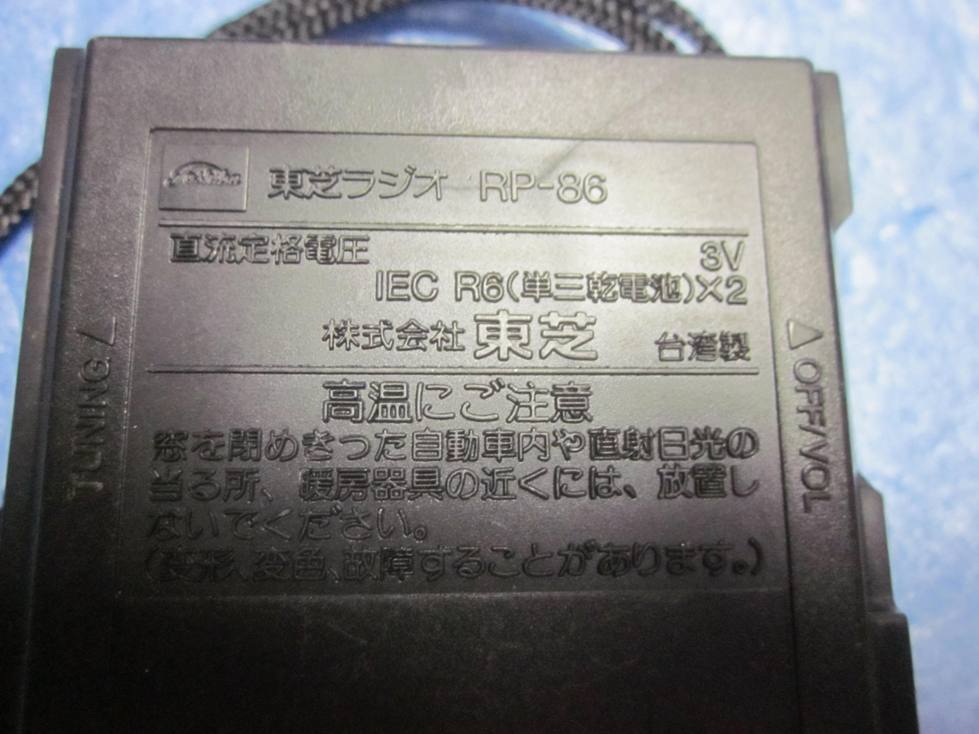 東芝ラジオ RP-86
直流定格電圧 3V
IEC R6(単三乾電池)×2
株式会社 東芝 台湾製
高温にご注意
窓を閉めきった自動車内や直射日光の
当る所、暖房器具の近くには、放置し
ないでください。
(変形、変色、故障することがあります。)
TUNING
OFF/VOL